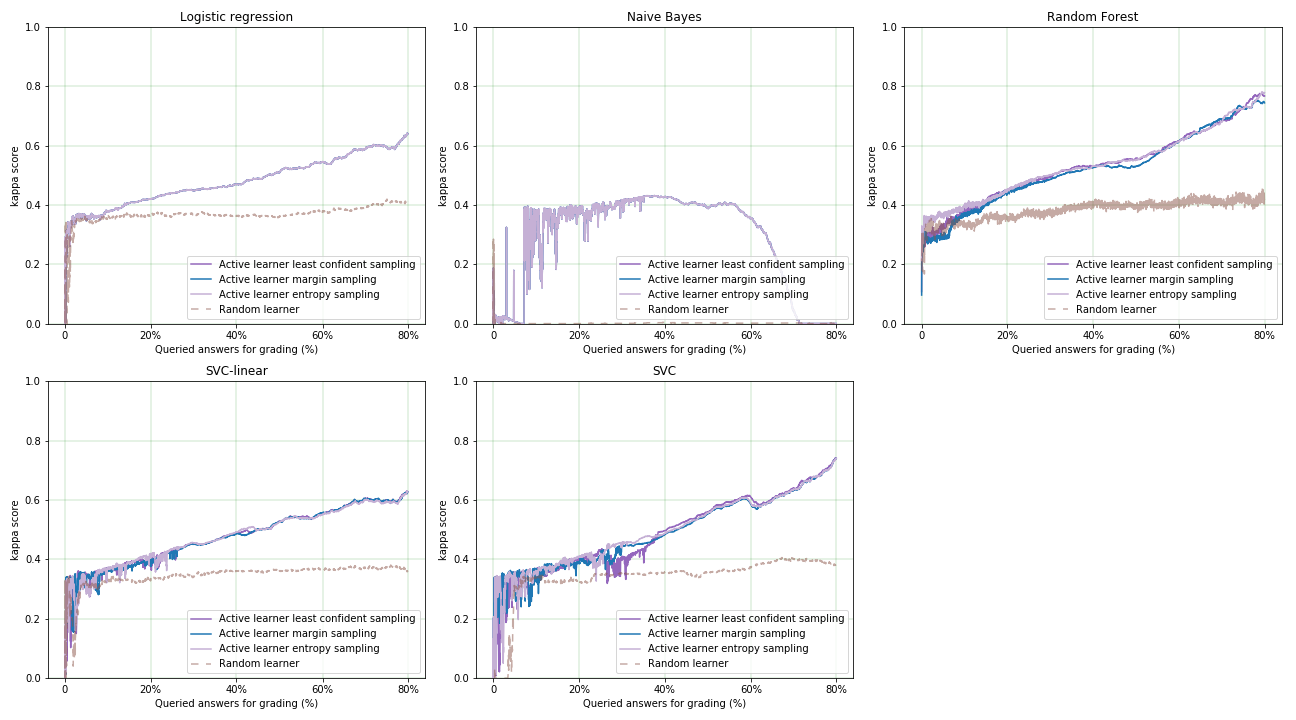 Logistic regression
1.0
0.8
0.6
0.4
0.2
0.0
kappa score
0 20% 40% 60% 80%
Queried answers for grading (%)
Active learner least confident sampling
Active learner margin sampling
Active learner entropy sampling
Random learner
Naive Bayes
1.0
0.8
0.6
0.4
0.2
0.0
kappa score
0 20% 40% 60% 80%
Queried answers for grading (%)
Active learner least confident sampling
Active learner margin sampling
Active learner entropy sampling
Random learner
Random Forest
1.0
0.8
0.6
0.4
0.2
0.0
kappa score
0 20% 40% 60% 80%
Queried answers for grading (%)
Active learner least confident sampling
Active learner margin sampling
Active learner entropy sampling
Random learner
SVC-linear
1.0
0.8
0.6
0.4
0.2
0.0
kappa score
0 20% 40% 60% 80%
Queried answers for grading (%)
Active learner least confident sampling
Active learner margin sampling
Active learner entropy sampling
Random learner
SVC
1.0
0.8
0.6
0.4
0.2
0.0
kappa score
0 20% 40% 60% 80%
Queried answers for grading (%)
Active learner least confident sampling
Active learner margin sampling
Active learner entropy sampling
Random learner